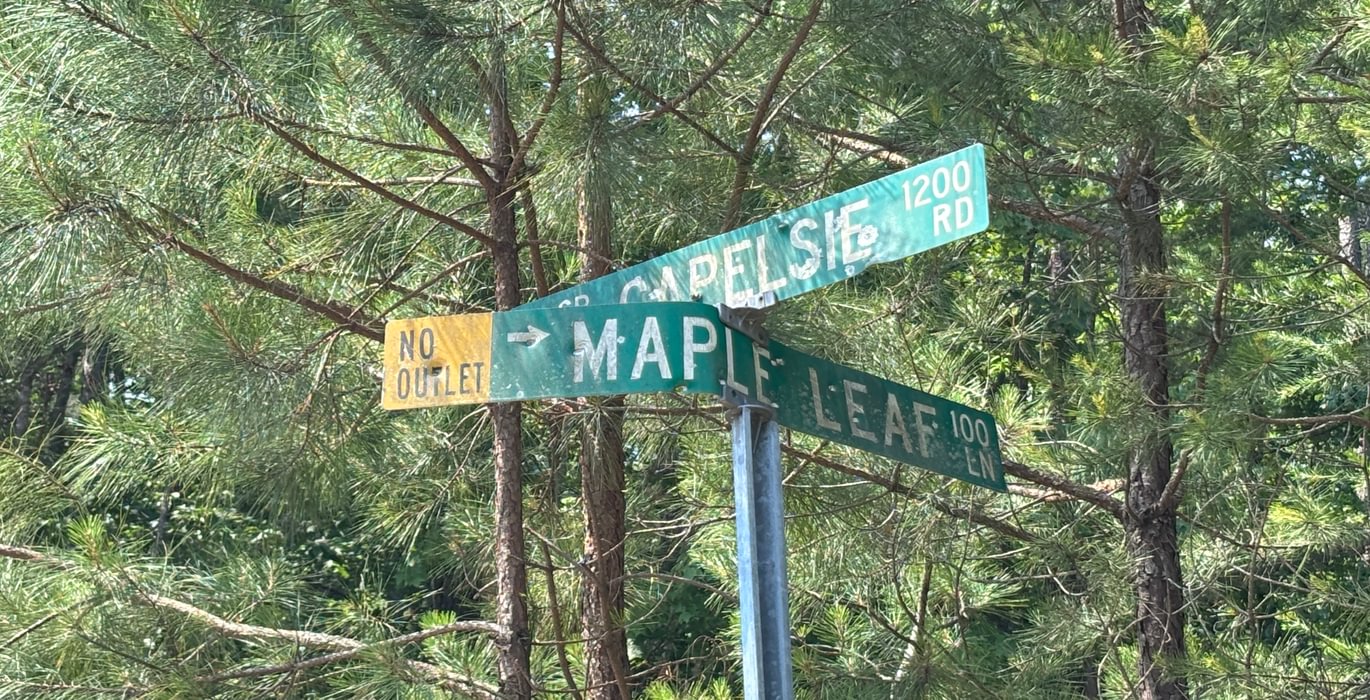 CAPELSIE 1200
RD
NO
OUTLET
→ MAPLE LEAF 100
LN